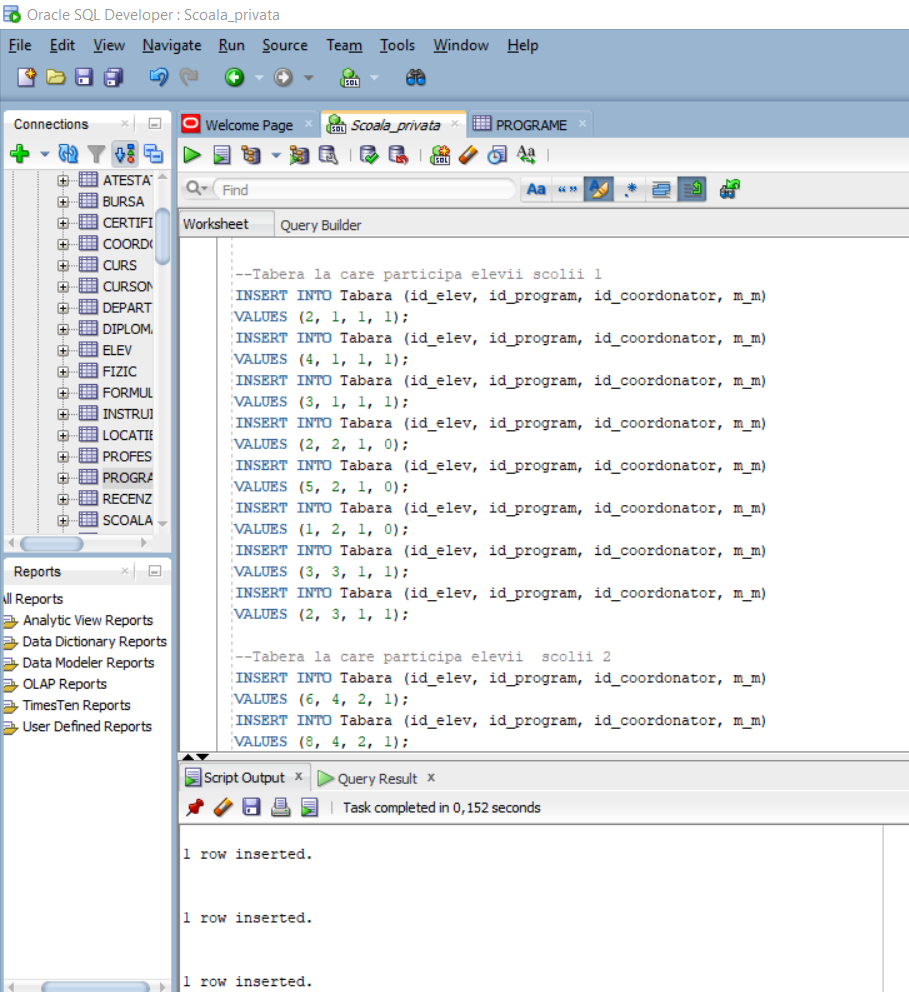 Oracle SQL Developer : Scoala_privata
File Edit View Navigate Run Source Team Tools Window Help
Connections
Welcome Page
Scoala_privata
PROGRAME
Find
Worksheet
Query Builder
ATESTA
BURSA
CERTIFI
COORDO
CURS
CURSON
DEPART
DIPLOM
ELEV
FIZIC
FORMUL
INSTRUI
LOCATIE
PROFES
PROGRA
RECENZ
SCOALA
--Tabera la care participa elevii scolii 1
INSERT INTO Tabara (id_elev, id_program, id_coordonator, m_m)
VALUES (2, 1, 1, 1);
INSERT INTO Tabara (id_elev, id_program, id_coordonator, m_m)
VALUES (4, 1, 1, 1);
INSERT INTO Tabara (id_elev, id_program, id_coordonator, m_m)
VALUES (3, 1, 1, 1);
INSERT INTO Tabara (id_elev, id_program, id_coordonator, m_m)
VALUES (2, 2, 1, 0);
INSERT INTO Tabara (id_elev, id_program, id_coordonator, m_m)
VALUES (5, 2, 1, 0);
INSERT INTO Tabara (id_elev, id_program, id_coordonator, m_m)
VALUES (1, 2, 1, 0);
INSERT INTO Tabara (id_elev, id_program, id_coordonator, m_m)
VALUES (3, 3, 1, 1);
INSERT INTO Tabara (id_elev, id_program, id_coordonator, m_m)
VALUES (2, 3, 1, 1);
--Tabera la care participa elevii  scolii 2
INSERT INTO Tabara (id_elev, id_program, id_coordonator, m_m)
VALUES (6, 4, 2, 1);
INSERT INTO Tabara (id_elev, id_program, id_coordonator, m_m)
VALUES (8, 4, 2, 1);
Reports
All Reports
Analytic View Reports
Data Dictionary Reports
Data Modeler Reports
OLAP Reports
TimesTen Reports
User Defined Reports
Script Output
Query Result
Task completed in 0,152 seconds
1 row inserted.
1 row inserted.
1 row inserted.